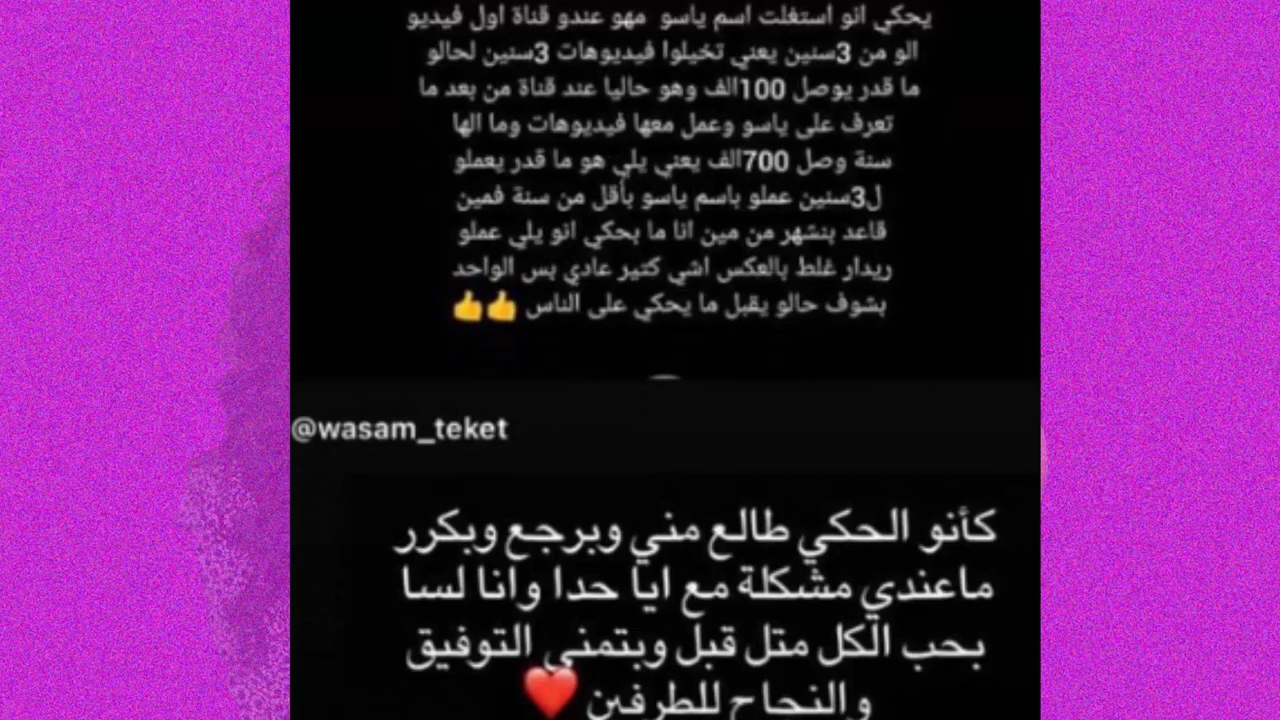 يحكي انو استغلت اسم ياسو مهو عندو قناة اول فيديو
الو من 3سنين يعني تخيلوا فيديوهات 3سنين لحالو
ما قدر يوصل 100الف وهو حاليا عند قناة من بعد ما
تعرف على ياسو وعمل معها فيديوهات وما الها
سنة وصل 700الف يعني يلي هو ما قدر يعملو
ل3سنين عملو باسم ياسو بأقل من سنة فمين
قاعد بنشهر من مين انا ما بحكي انو يلي عملو
ريدار غلط بالعكس اشي كتير عادي بس الواحد
بشوف حالو يقبل ما يحكي على الناس 👍👍
@wasam_teket
كأنو الحكي طالع مني وبرجع وبكرر
ماعندي مشكلة مع ايا حدا وانا لسا
بحب الكل متل قبل وبتمنى التوفيق
والنجاح للطرفين ❤️